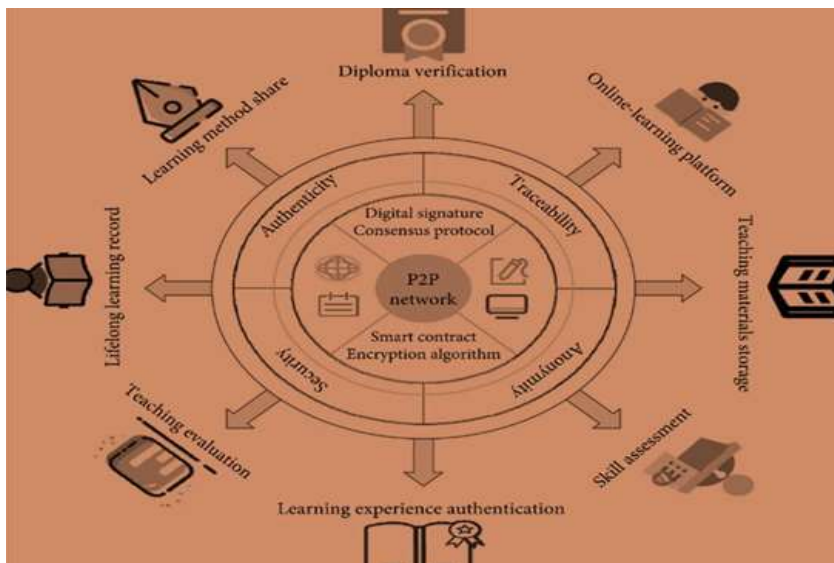 Diploma verification
Learning method share
Online-learning platform
Authenticity
Traceability
Digital signature
Consensus protocol
Lifelong learning record
P2P
network
Teaching materials storage
Smart contract
Encryption algorithm
Security
Anonymity
Teaching evaluation
Skill assessment
Learning experience authentication